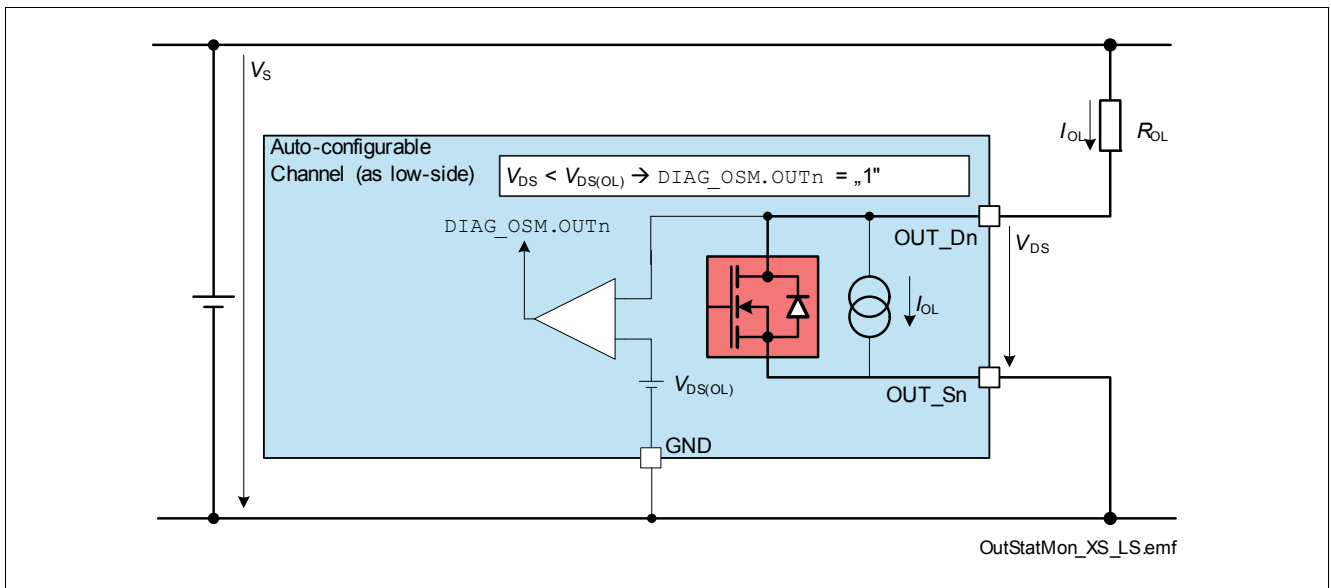 VS
Auto-configurable
Channel (as low-side)
VDS < VDS(OL) → DIAG_OSM.OUTn = „1"
IOL
ROL
DIAG_OSM.OUTn
OUT_Dn
VDS
IOL
VDS(OL)
OUT_Sn
GND
OutStatMon_XS_LS.emf